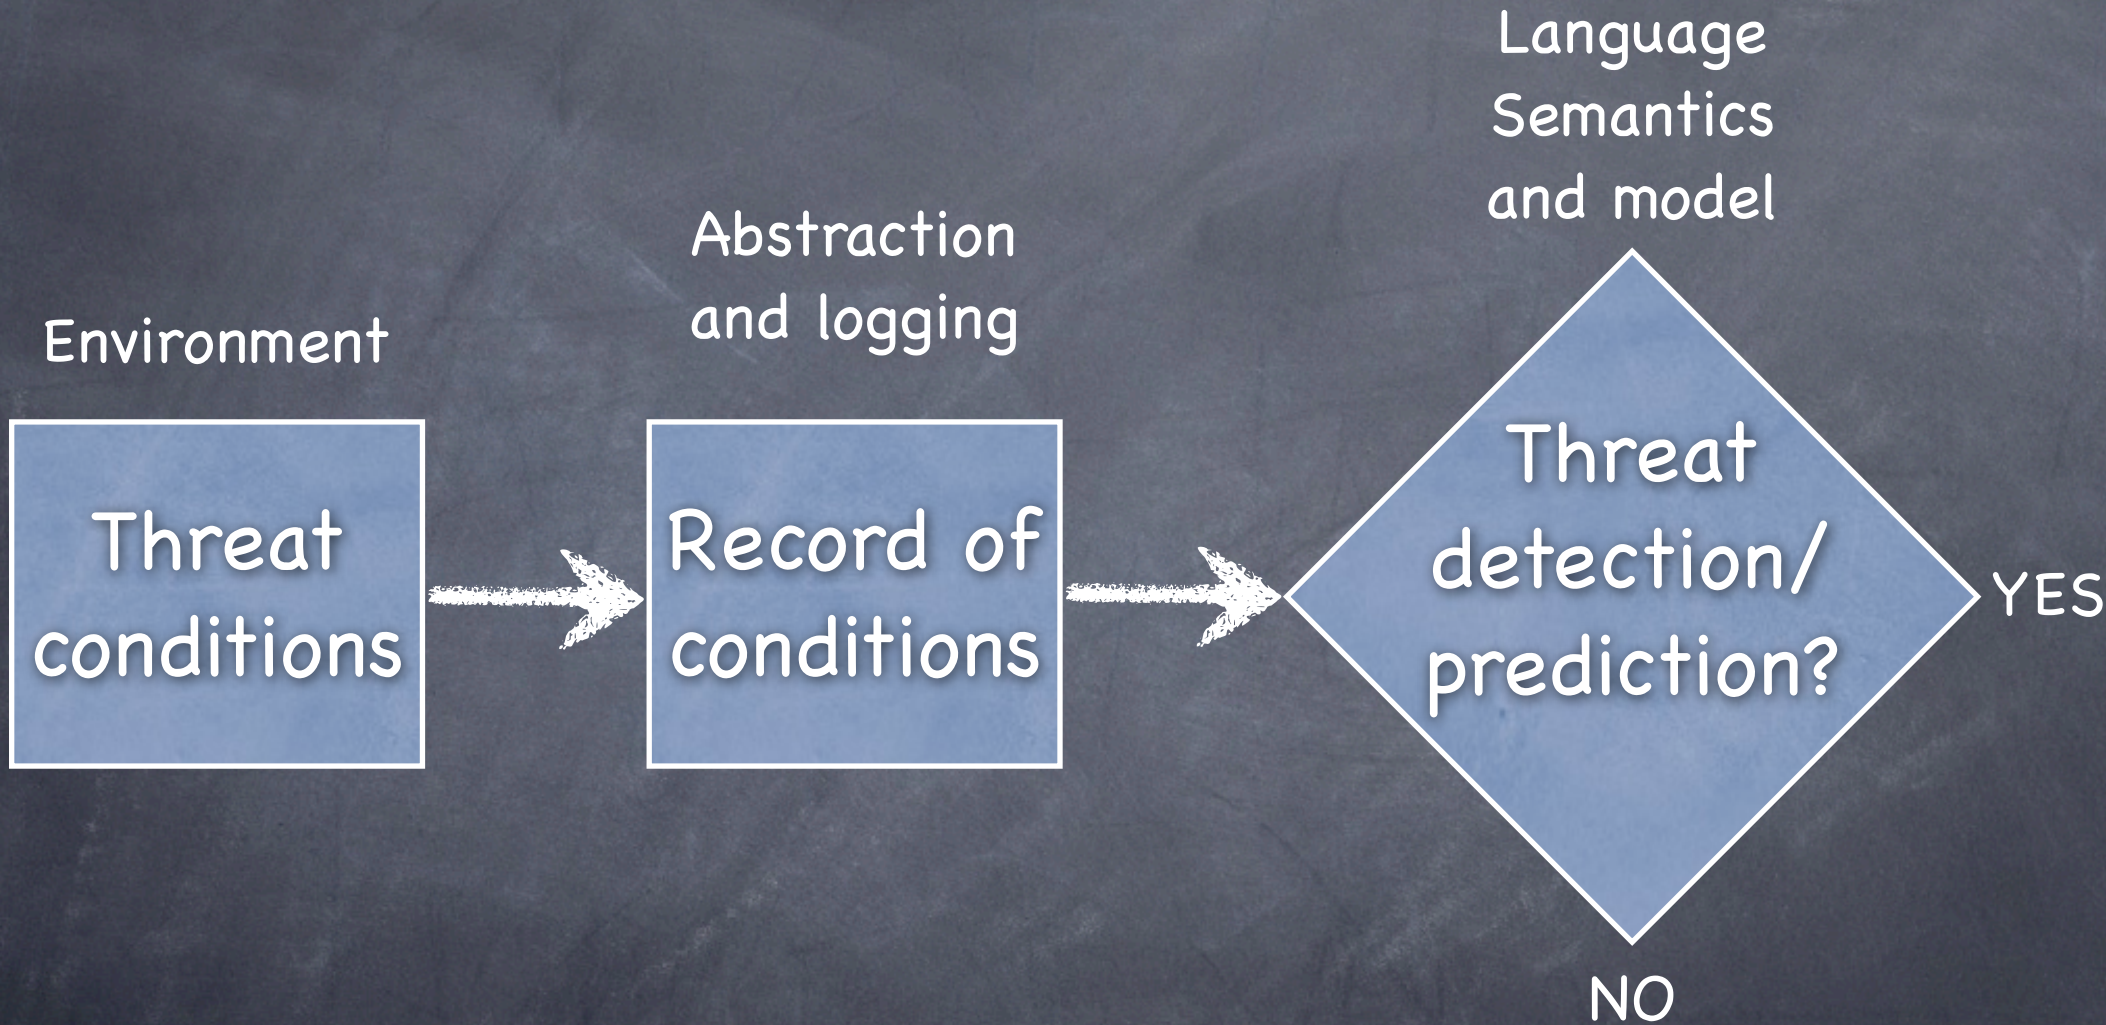 Environment
Threat
conditions
Abstraction
and logging
Record of
conditions
Language
Semantics
and model
Threat
detection/
prediction?
YES
NO